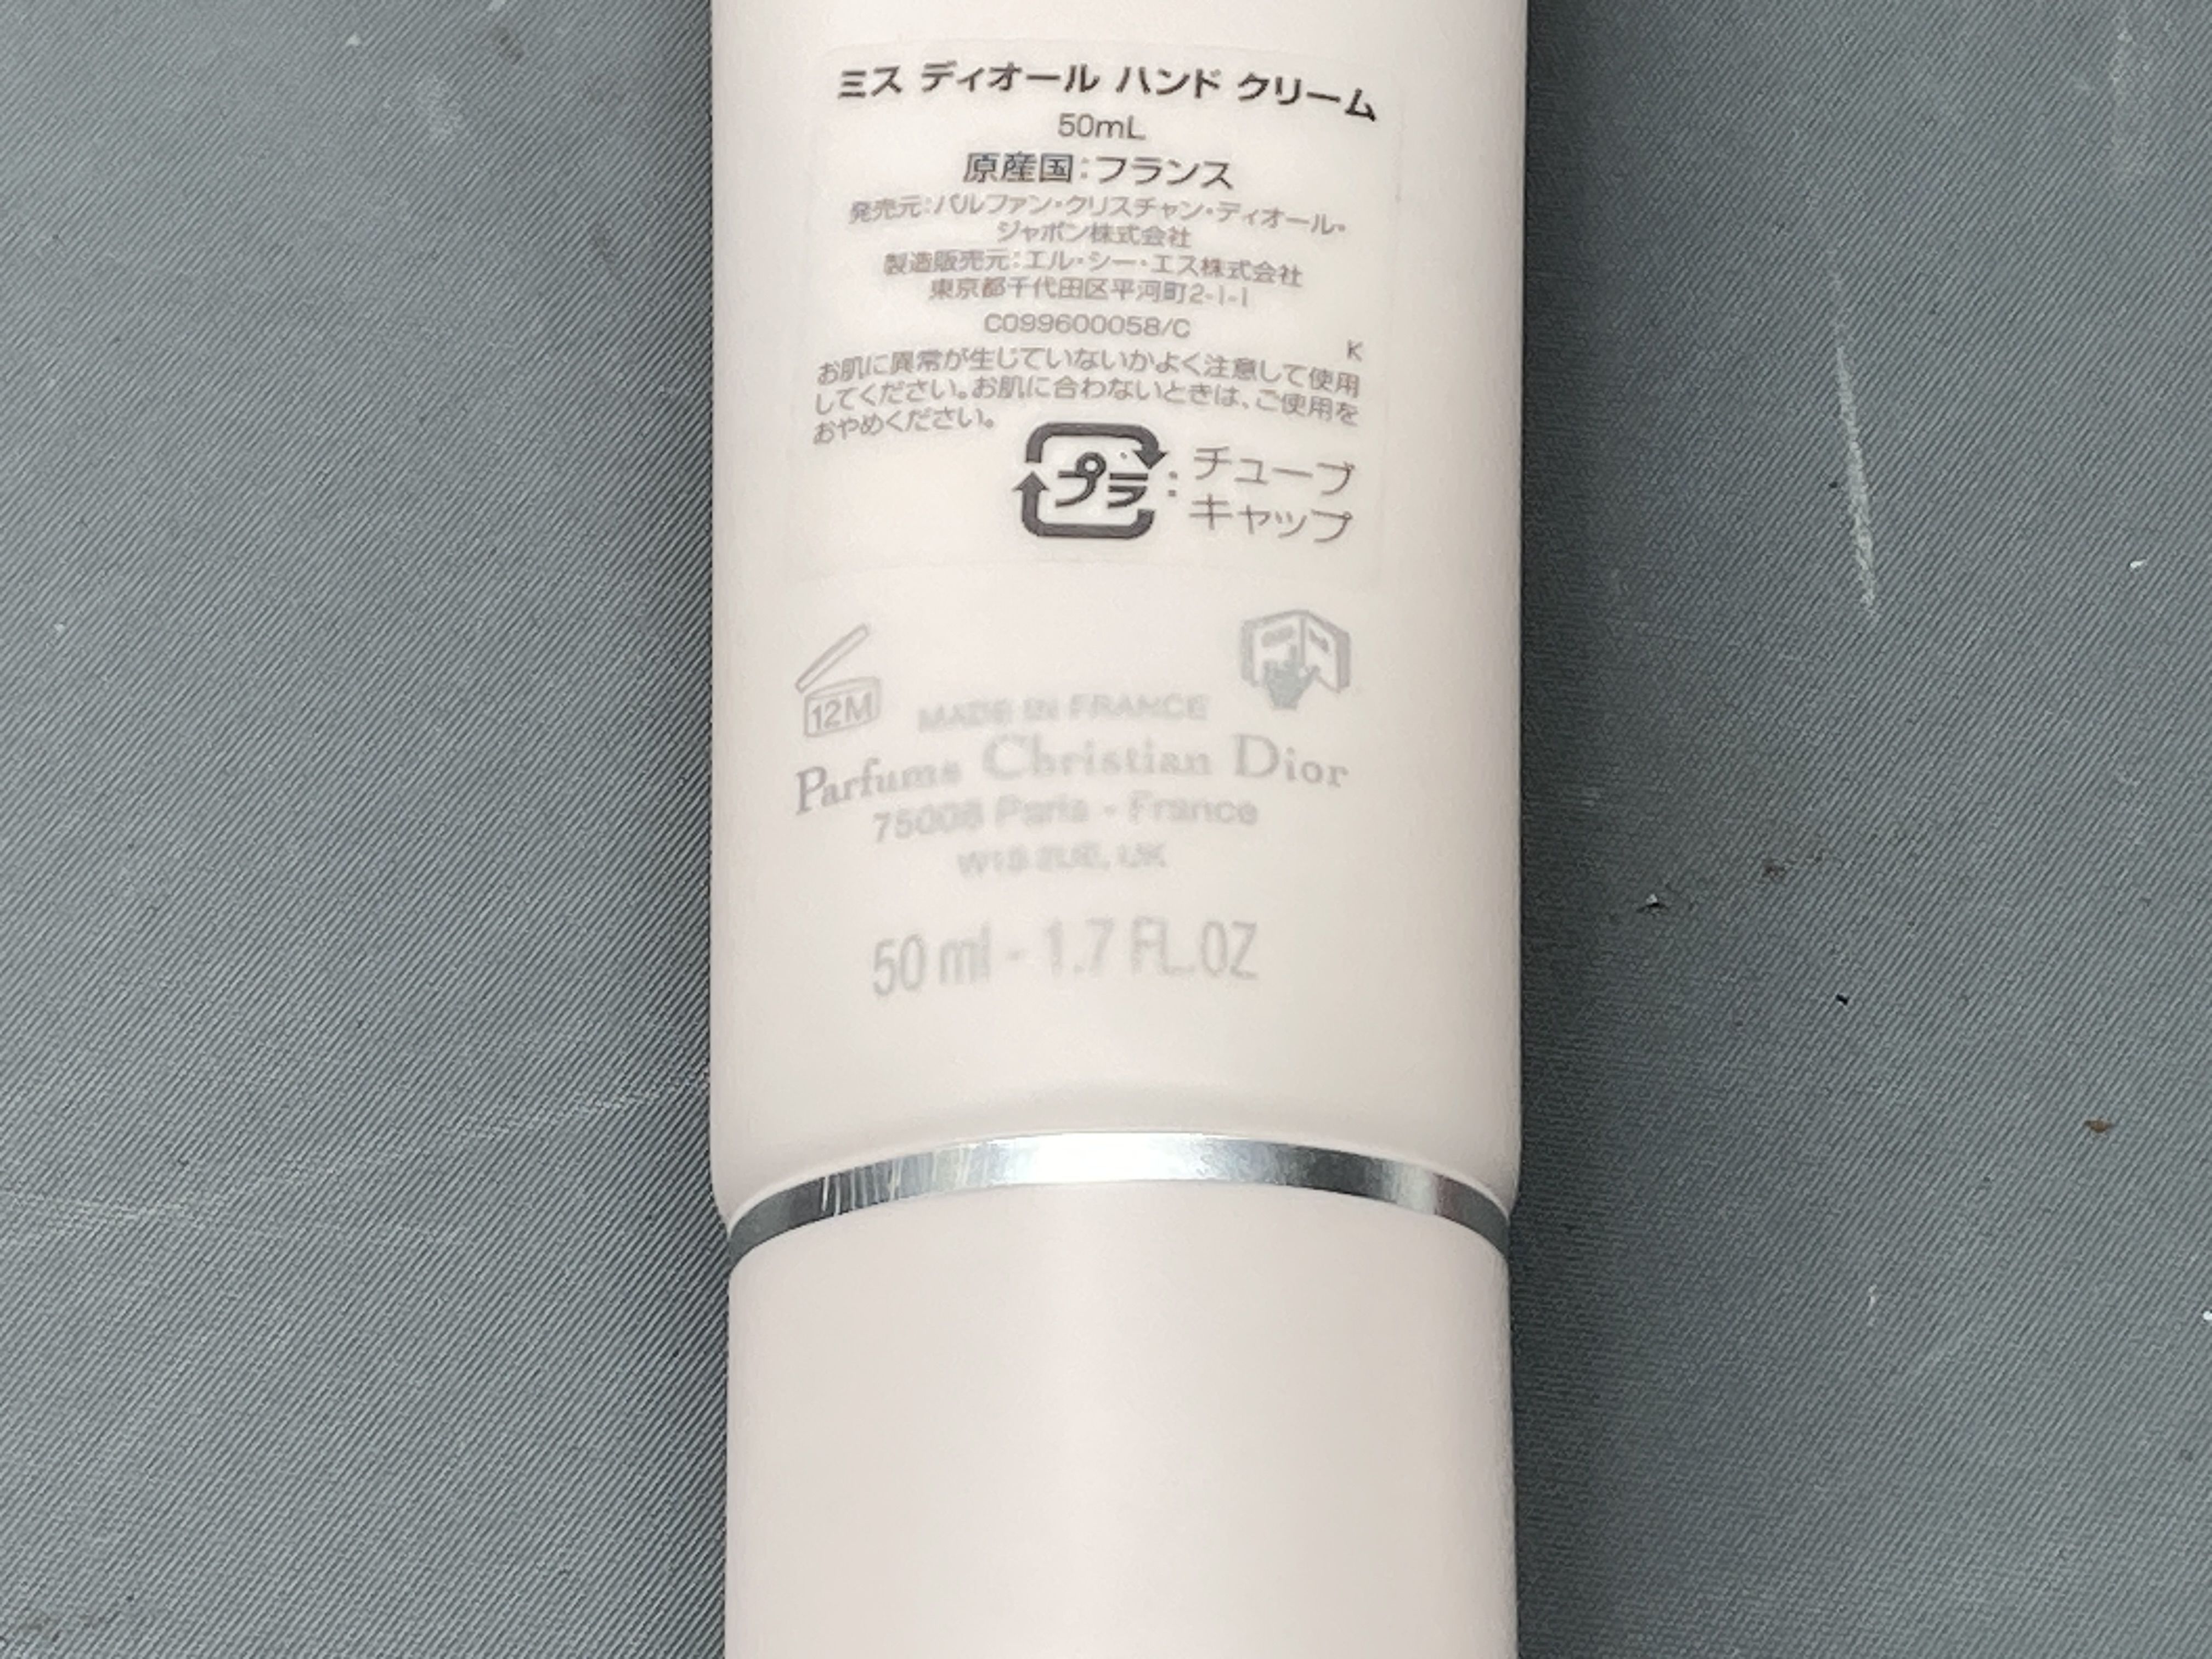 ミス ディオール ハンド クリーム
50mL
原産国:フランス
発売元:パルファン・クリスチャン・ディオール・
ジャポン株式会社
製造販売元:エル・シー・エス株式会社
東京都千代田区平河町2-1-1
C099600058/C
K
お肌に異常が生じていないかよく注意して使用
してください。お肌に合わないときは、ご使用を
おやめください。
プラ:チューブ
キャップ
12M
MADE IN FRANCE
Parfums Christian Dior
75008 Paris - France
UK
50 ml - 1.7 FL.OZ